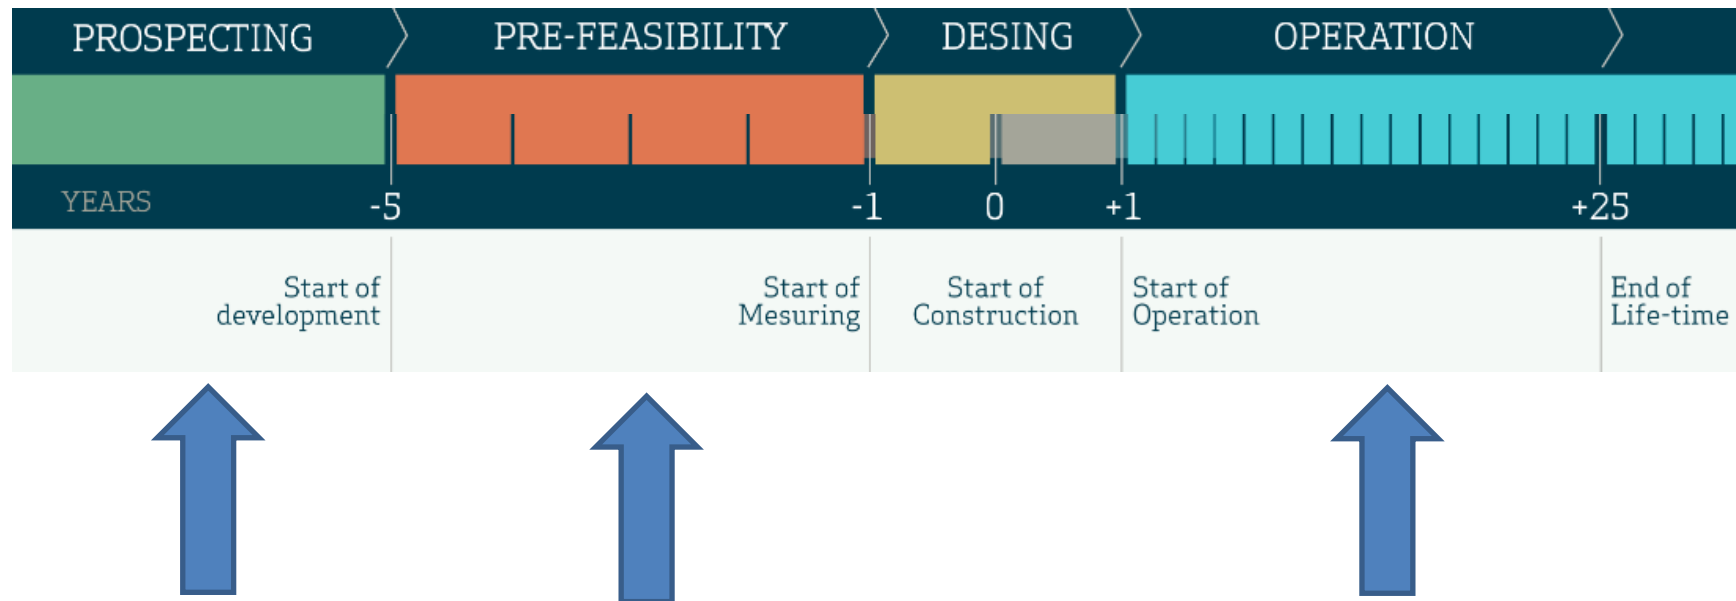 PROSPECTING
PRE-FEASIBILITY
DESING
OPERATION
YEARS
-5
-1
0
+1
+25
Start of
development
Start of
Mesuring
Start of
Construction
Start of
Operation
End of
Life-time